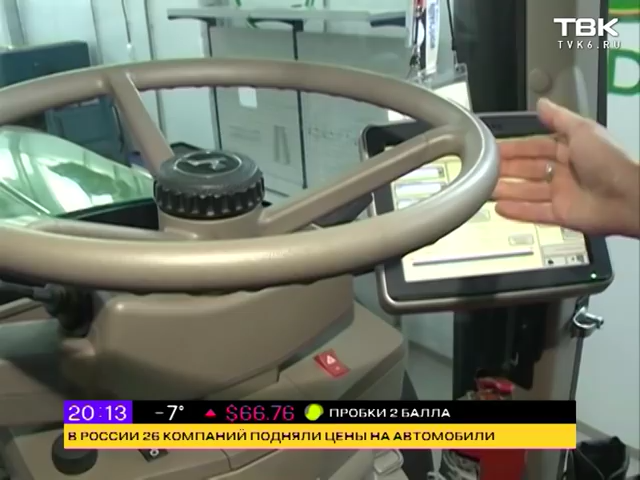 ТВК
TVK6.RU
20:13 -7° ▲ $66.76 ПРОБКИ 2 БАЛЛА
В РОССИИ 26 КОМПАНИЙ ПОДНЯЛИ ЦЕНЫ НА АВТОМОБИЛИ